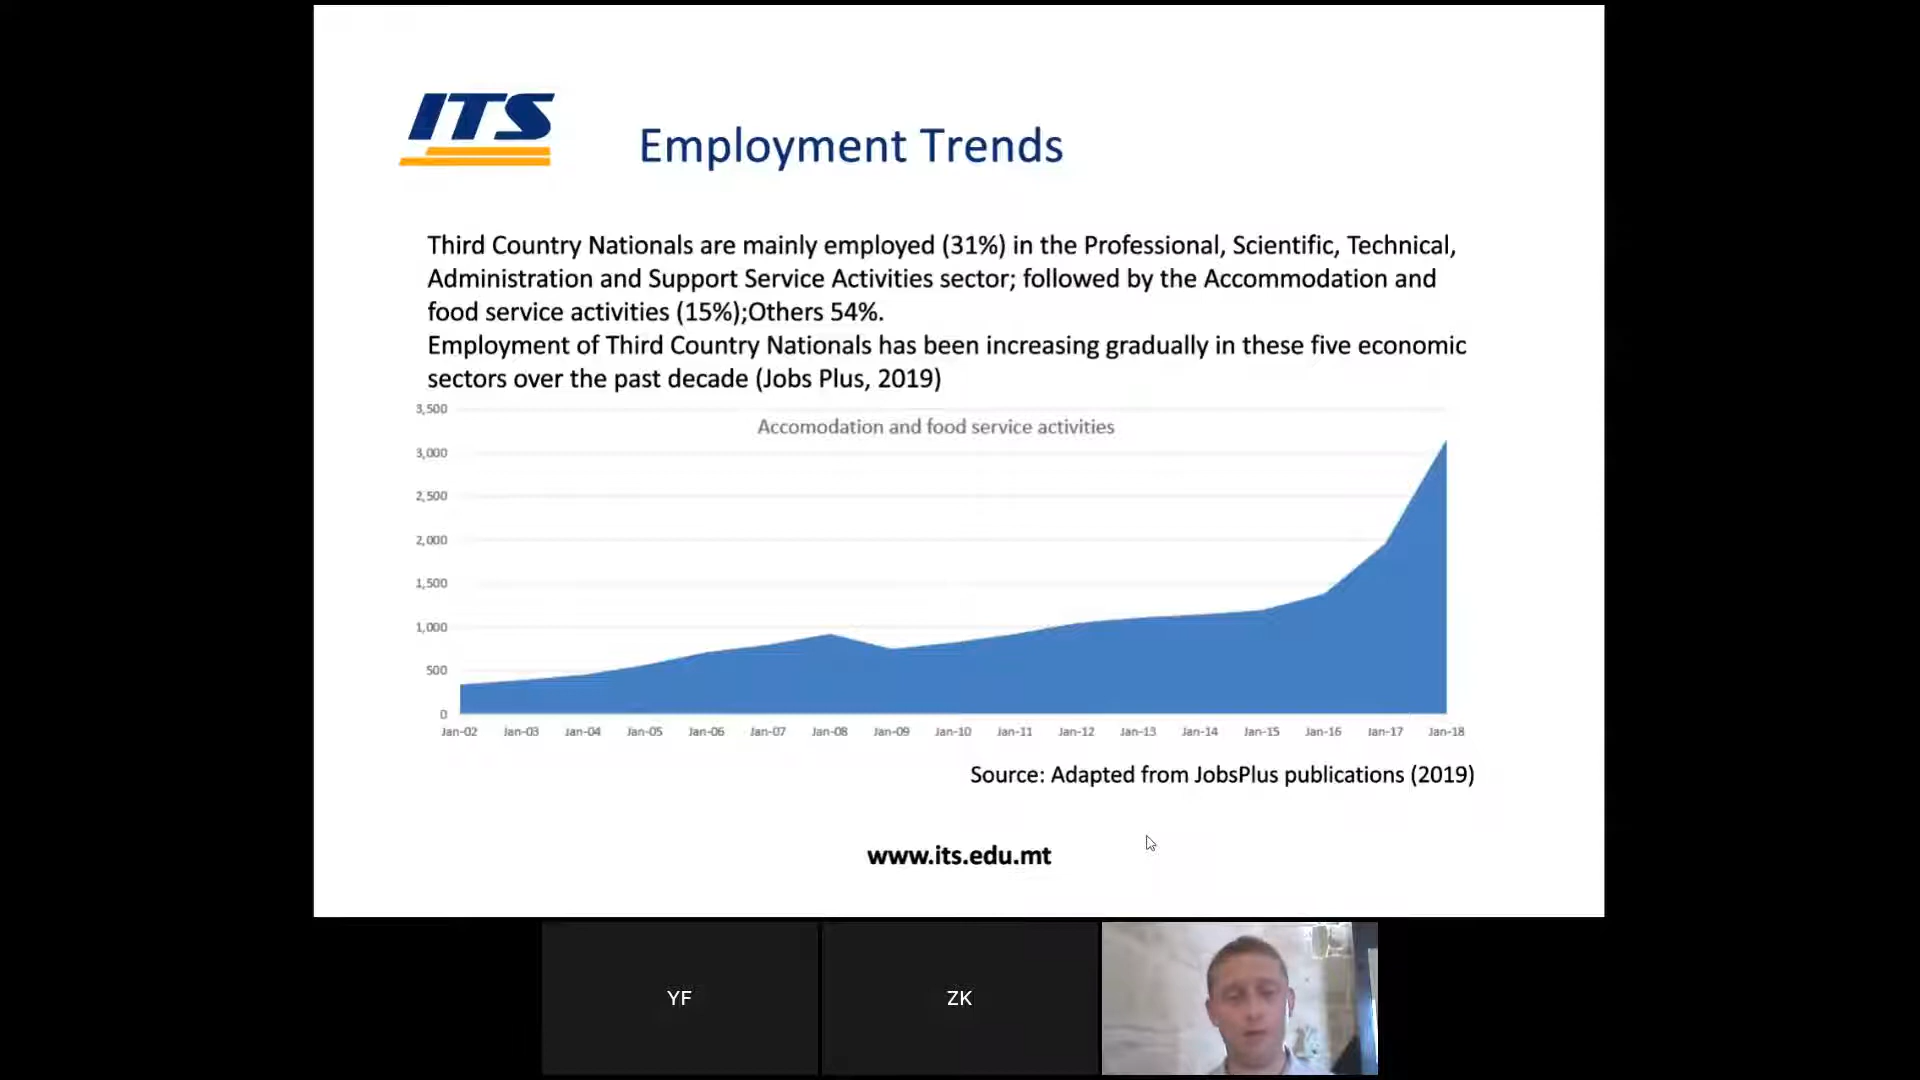 ITS
Employment Trends
Third Country Nationals are mainly employed (31%) in the Professional, Scientific, Technical,
Administration and Support Service Activities sector; followed by the Accommodation and
food service activities (15%);Others 54%.
Employment of Third Country Nationals has been increasing gradually in these five economic
sectors over the past decade (Jobs Plus, 2019)
Accomodation and food service activities
3,500
3,000
2,500
2,000
1,500
1,000
500
0
Jan-02 Jan-03 Jan-04 Jan-05 Jan-06 Jan-07 Jan-08 Jan-09 Jan-10 Jan-11 Jan-12 Jan-13 Jan-14 Jan-15 Jan-16 Jan-17 Jan-18
Source: Adapted from JobsPlus publications (2019)
www.its.edu.mt
YF
ZK